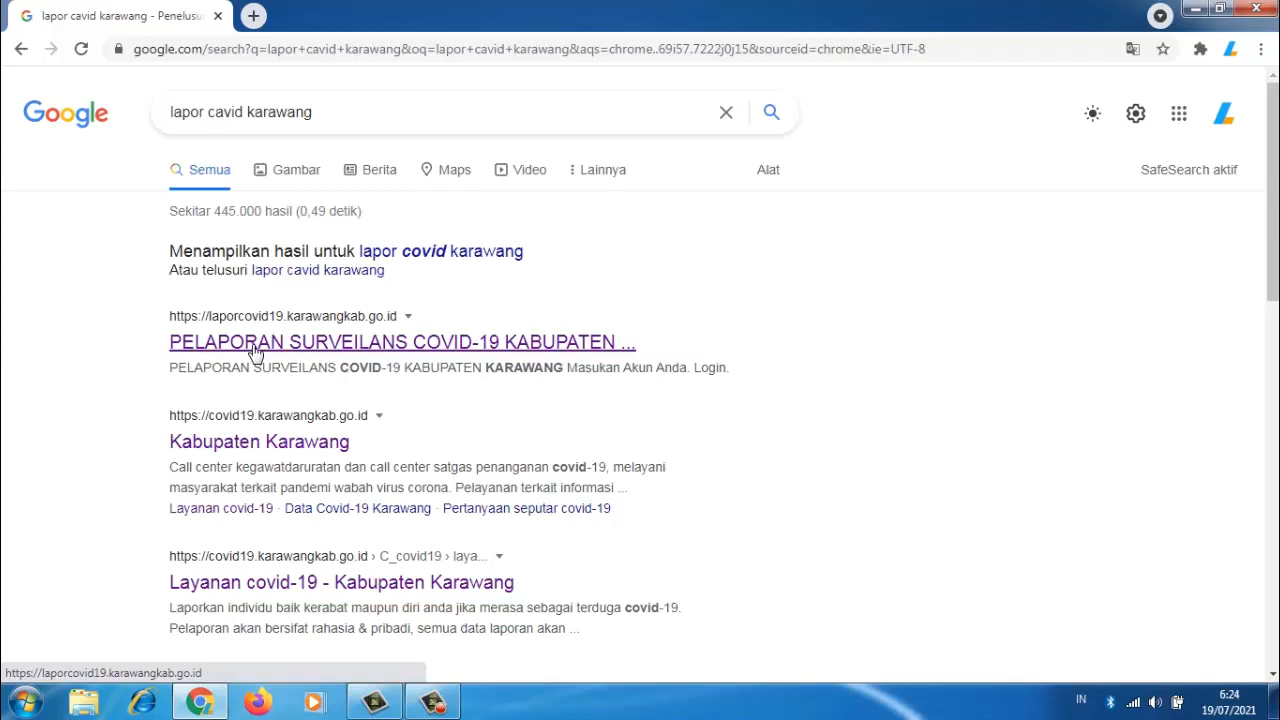 lapor cavid karawang - Penelusu
google.com/search?q=lapor+cavid+karawang&oq=lapor+cavid+karawang&aqs=chrome..69i57.7222j0j15&sourceid=chrome&ie=UTF-8
Google
lapor cavid karawang
Semua Gambar Berita Maps Video Lainnya Alat SafeSearch aktif
Sekitar 445.000 hasil (0,49 detik)
Menampilkan hasil untuk lapor covid karawang
Atau telusuri lapor cavid karawang
https://laporcovid19.karawangkab.go.id
PELAPORAN SURVEILANS COVID-19 KABUPATEN ...
PELAPORAN SURVEILANS COVID-19 KABUPATEN KARAWANG Masukan Akun Anda. Login.
https://covid19.karawangkab.go.id
Kabupaten Karawang
Call center kegawatdaruratan dan call center satgas penanganan covid-19, melayani
masyarakat terkait pandemi wabah virus corona. Pelayanan terkait informasi ...
Layanan covid-19 · Data Covid-19 Karawang · Pertanyaan seputar covid-19
https://covid19.karawangkab.go.id › C_covid19 › laya...
Layanan covid-19 - Kabupaten Karawang
Laporkan individu baik kerabat maupun diri anda jika merasa sebagai terduga covid-19.
Pelaporan akan bersifat rahasia & pribadi, semua data laporan akan ...
https://laporcovid19.karawangkab.go.id
IN
6:24
19/07/2021